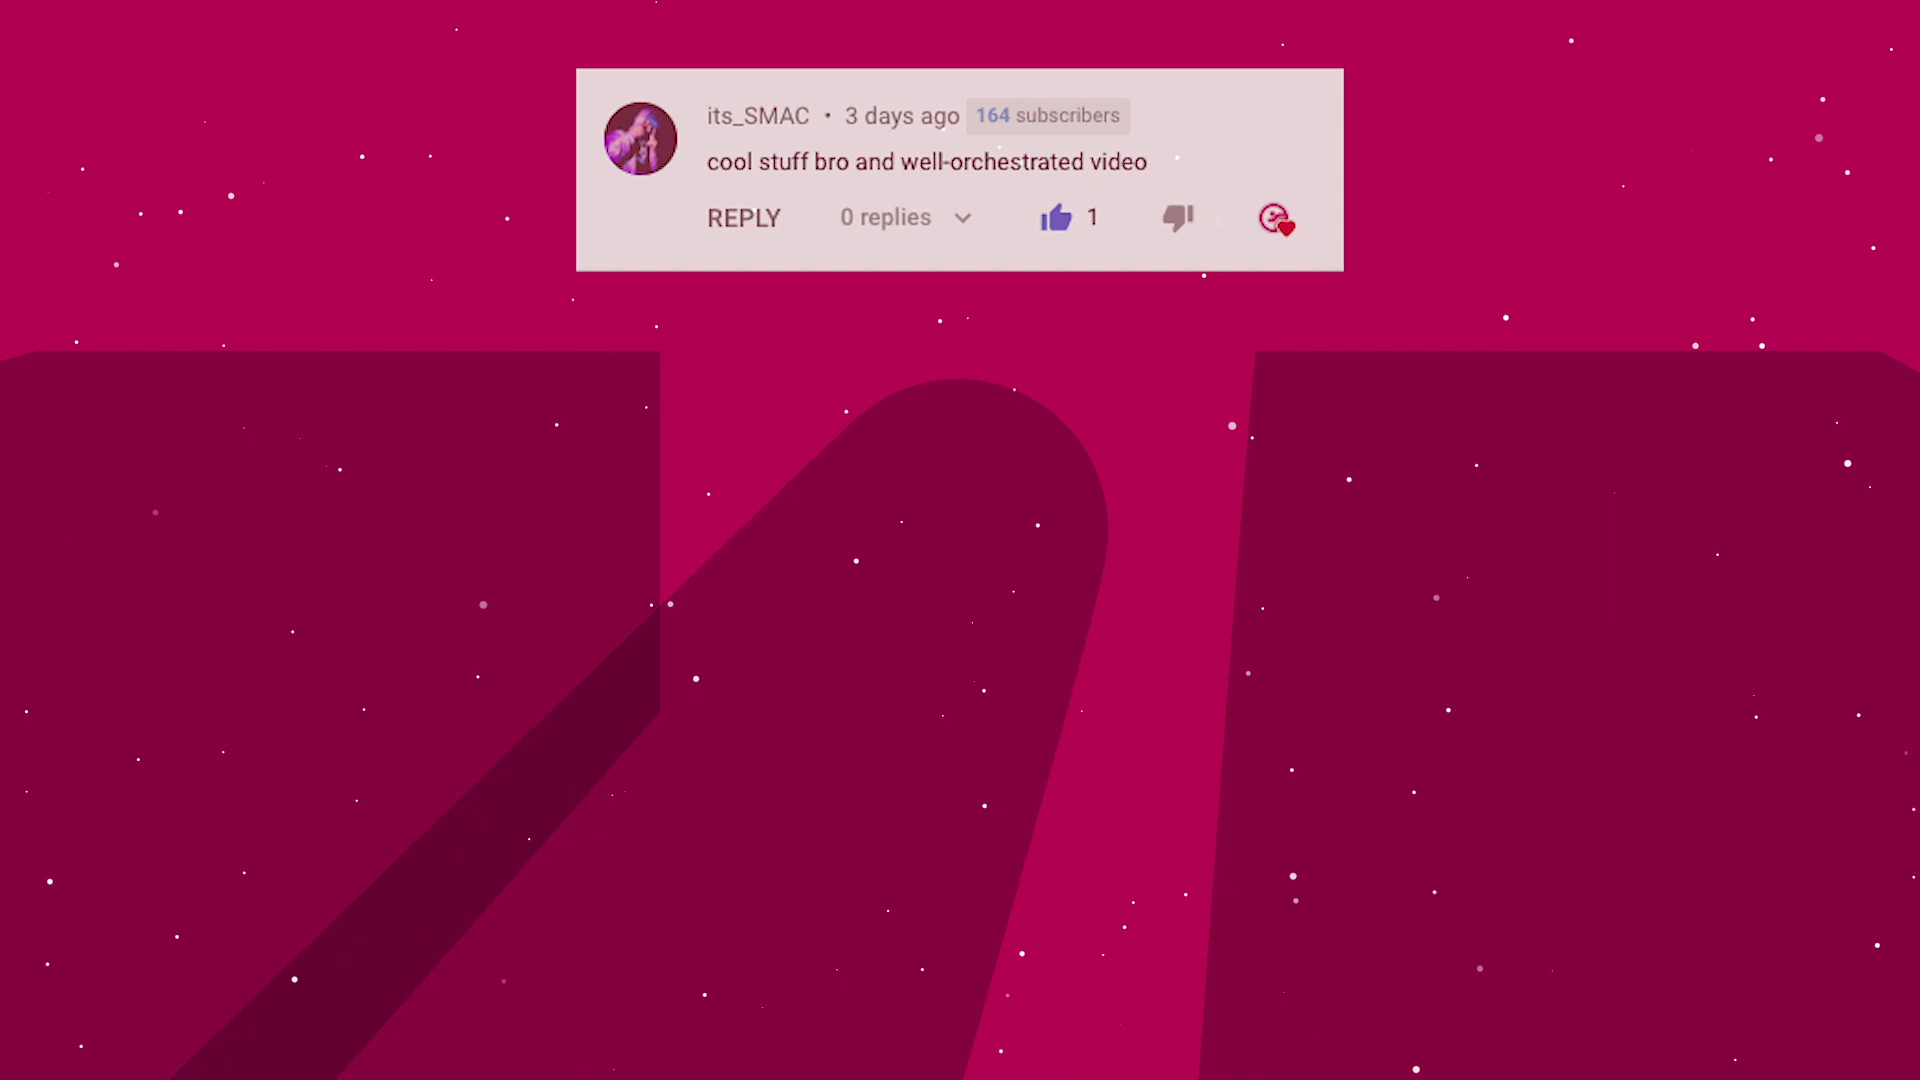 its_SMAC • 3 days ago 164 subscribers
cool stuff bro and well-orchestrated video
REPLY 0 replies 1